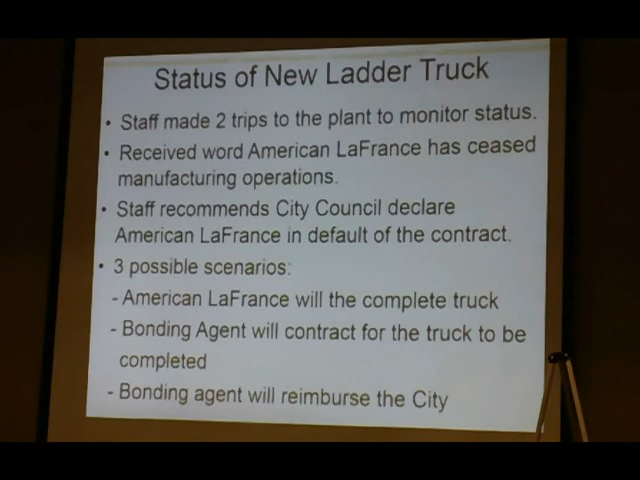 Status of New Ladder Truck
• Staff made 2 trips to the plant to monitor status.
• Received word American LaFrance has ceased
manufacturing operations.
• Staff recommends City Council declare
American LaFrance in default of the contract.
• 3 possible scenarios:
- American LaFrance will the complete truck
- Bonding Agent will contract for the truck to be
completed
- Bonding agent will reimburse the City